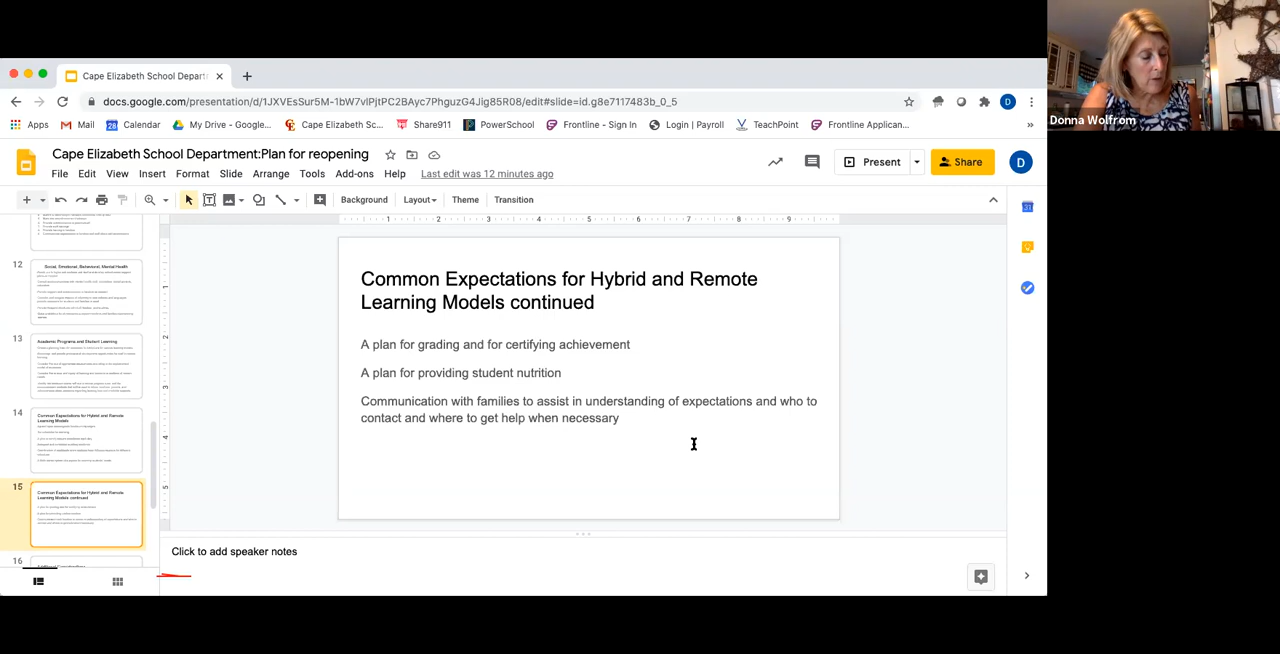 Cape Elizabeth School Depart
docs.google.com/presentation/d/1JXVEsSur5M-1bW7vlPjtPC2BAyc7PhguzG4Jig85R08/edit#slide=id.g8e7117483b_0_5
Apps Mail Calendar My Drive - Google... Cape Elizabeth... Street01 PowerSchool Frontline - Sign In Login | Payroll TeachPoint Frontline Applican... »
Donna Wolfrom
Cape Elizabeth School Department:Plan for reopening
Present
Share
D
File Edit View Insert Format Slide Arrange Tools Add-ons Help Last edit was 12 minutes ago
Background Layout Theme Transition
12
Social, Emotional, Behavioral, Mental Health
13
Academic Programs and Student Learning
14
Common Expectations for Hybrid and Remote
Learning Models
15
Common Expectations for Hybrid and Remote
Learning Models continued
16
Common Expectations for Hybrid and Remote
Learning Models continued
A plan for grading and for certifying achievement
A plan for providing student nutrition
Communication with families to assist in understanding of expectations and who to
contact and where to get help when necessary
Click to add speaker notes